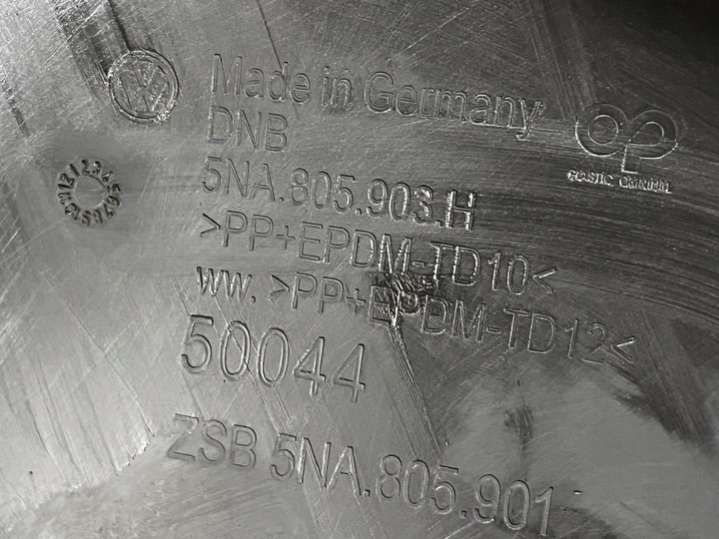 Made in Germany
DNB
5NA.805.903.H
>PP+EPDM-TD10<
ww. >PP+EPDM-TD12<
50044
ZSB 5NA.805.901